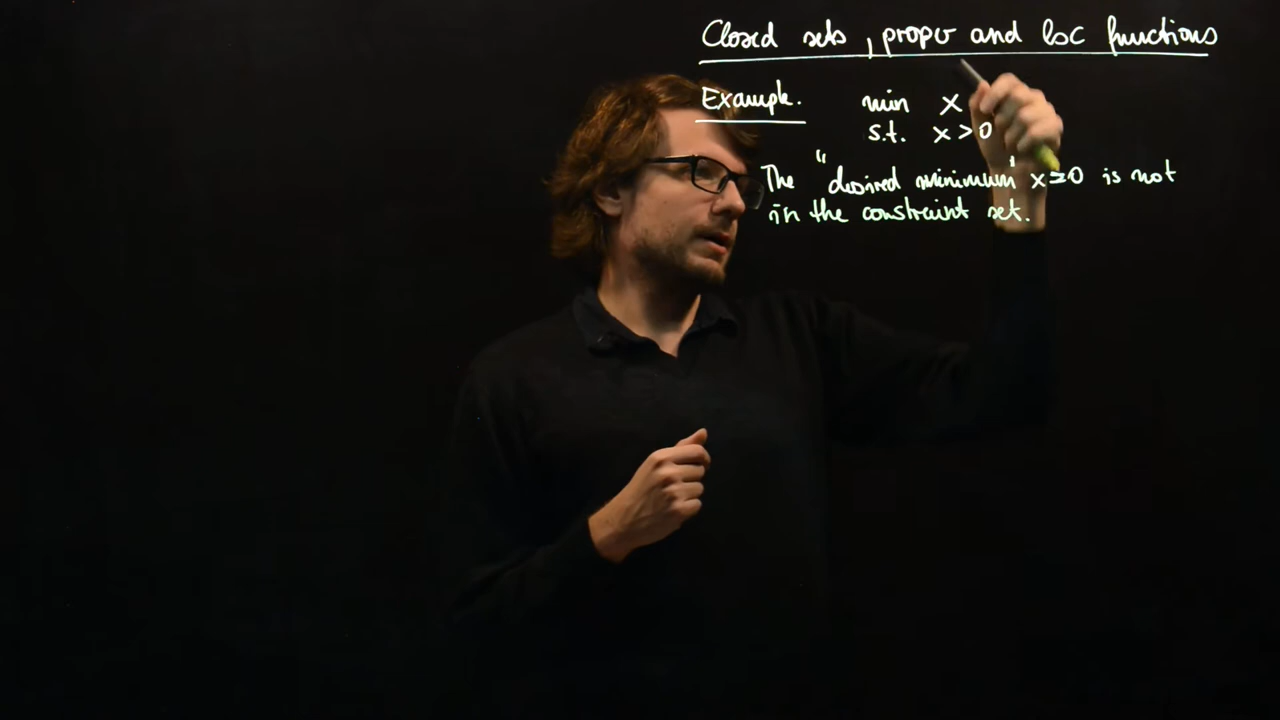 Closed sets, proper and lsc functions
Example. min x
s.t. x > 0
The "desired minimum" x=0 is not
in the constraint set.